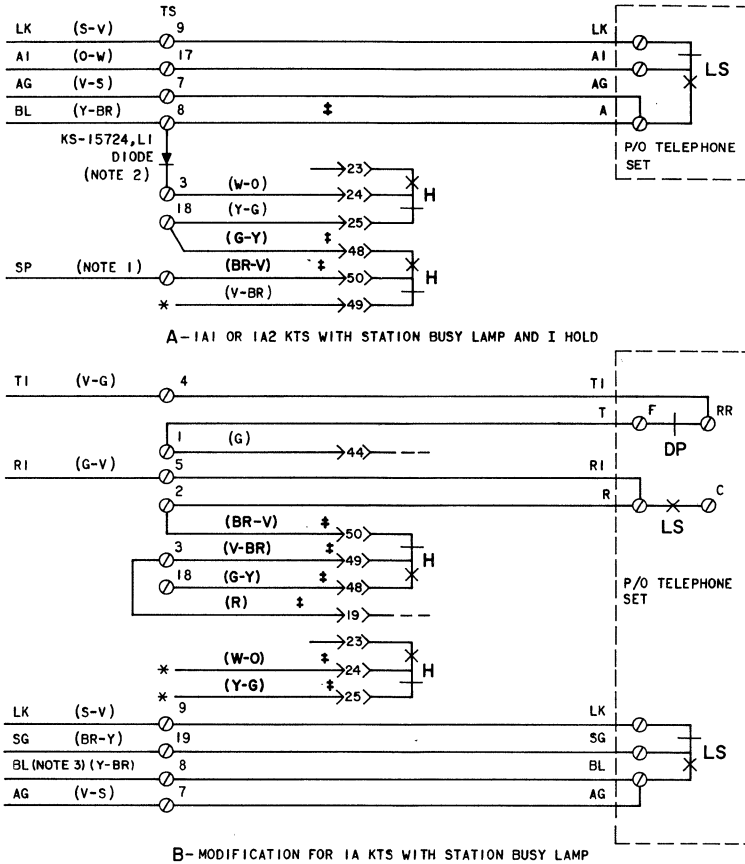 TS
LK (S-V) 9 LK
AI (O-W) 17 AI LS
AG (V-S) 7 AG
BL (Y-BR) 8 ‡ A
KS-15724,LI
DIODE
(NOTE 2)
P/O TELEPHONE
SET
23
3 (W-O) 24 H
18 (Y-G) 25
(G-Y) ‡ 48
SP (NOTE 1) (BR-V) ‡ 50 H
* (V-BR) 49
A-IAI OR IA2 KTS WITH STATION BUSY LAMP AND I HOLD
TI (V-G) 4 TI
T F RR
DP
1 (G) 44
RI (G-V) 5 RI
2 R C
LS
(BR-V) ‡ 50
3 (V-BR) ‡ 49 H
18 (G-Y) ‡ 48
(R) ‡ 19
P/O TELEPHONE
SET
23
* (W-O) ‡ 24 H
* (Y-G) ‡ 25
LK (S-V) 9 LK
SG (BR-Y) 19 SG LS
BL (NOTE 3) (Y-BR) 8 BL
AG (V-S) 7 AG
B-MODIFICATION FOR IA KTS WITH STATION BUSY LAMP